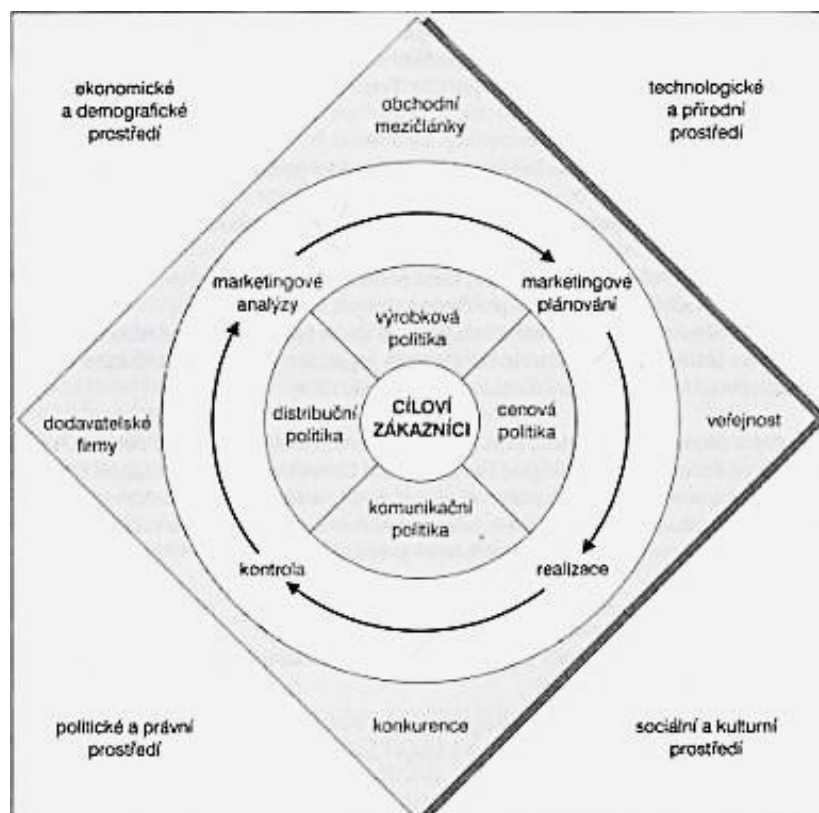 ekonomické
a demografické
prostředí
technologické
a přírodní
prostředí
obchodní
mezičlánky
marketingové
analýzy
marketingové
plánování
výrobková
politika
dodavatelské
firmy
distribuční
politika
CÍLOVÍ
ZÁKAZNÍCI
cenová
politika
veřejnost
komunikační
politika
kontrola
realizace
politické a právní
prostředí
konkurence
sociální a kulturní
prostředí